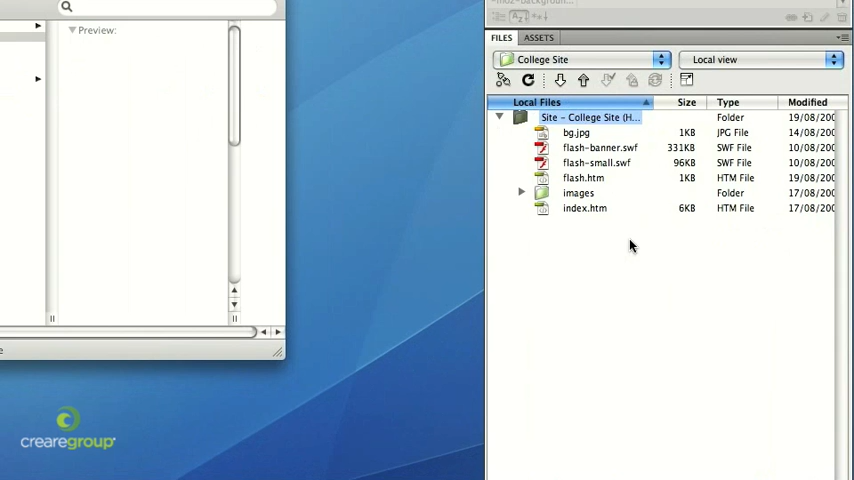 Preview:
FILES ASSETS
College Site Local view
Local Files Size Type Modified
Site - College Site (H... Folder 19/08/200
bg.jpg 1KB JPG File 14/08/200
flash-banner.swf 331KB SWF File 10/08/200
flash-small.swf 96KB SWF File 10/08/200
flash.htm 1KB HTM File 19/08/200
images Folder 17/08/200
index.htm 6KB HTM File 17/08/200
crearegroup